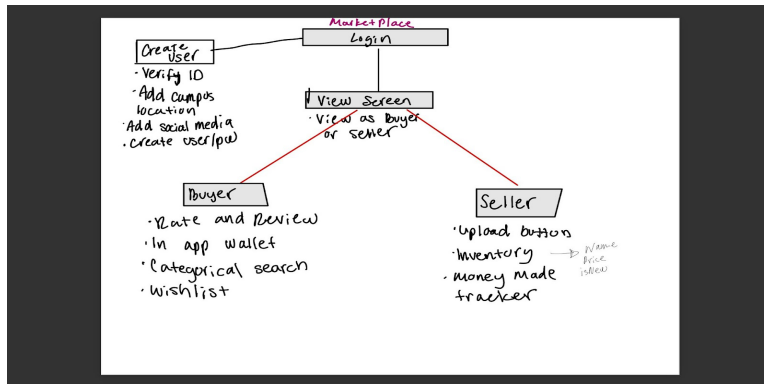 MarketPlace
Login
Create
user
· Verify ID
· Add campus
location
· Add social media
· Create user/pw
View Screen
· View as Buyer
or Seller
Buyer
· Rate and Review
· In app wallet
· Categorical search
· Wishlist
Seller
· Upload button
· Inventory
· Money Made
tracker
Name
Price
isNew